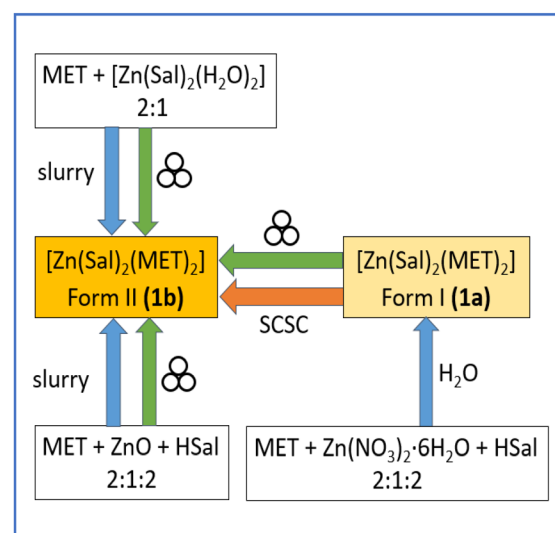 MET + [Zn(Sal)₂(H₂O)₂]
2:1
slurry
[Zn(Sal)₂(MET)₂]
Form II (1b)
[Zn(Sal)₂(MET)₂]
Form I (1a)
SCSC
slurry
H₂O
MET + ZnO + HSal
2:1:2
MET + Zn(NO₃)₂·6H₂O + HSal
2:1:2